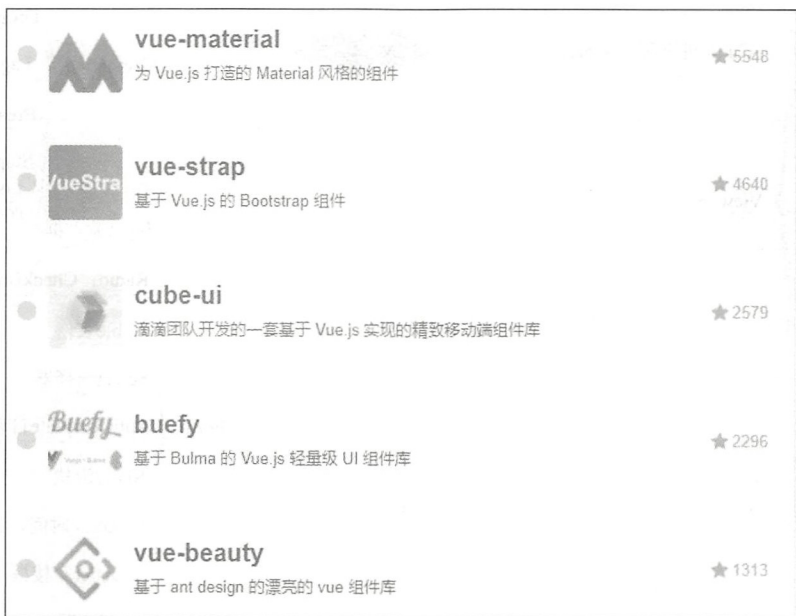 vue-material
为 Vue.js 打造的 Material 风格的组件
★ 5548
VueStra
vue-strap
基于 Vue.js 的 Bootstrap 组件
★ 4640
cube-ui
滴滴团队开发的一套基于 Vue.js 实现的精致移动端组件库
★ 2579
Buefy
buefy
基于 Bulma 的 Vue.js 轻量级 UI 组件库
★ 2296
vue-beauty
基于 ant design 的漂亮的 vue 组件库
★ 1313